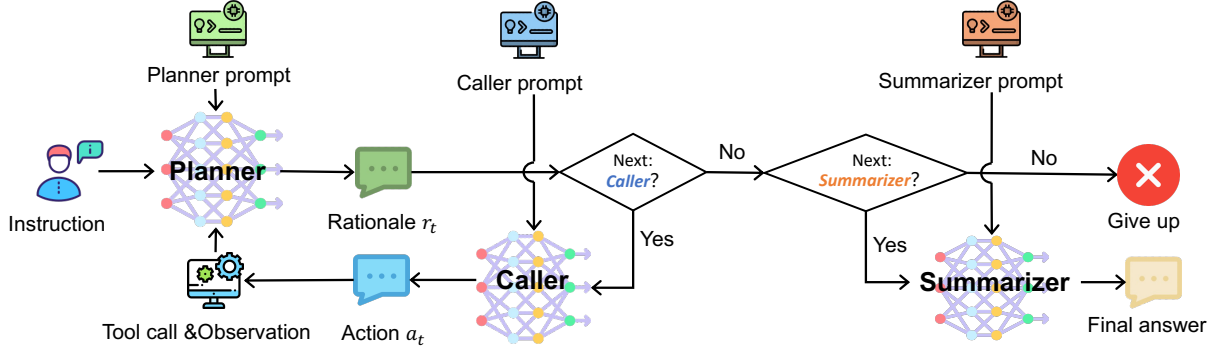 Planner prompt
Caller prompt
Summarizer prompt
Instruction
Planner
Rationale r_t
Next:
Caller?
No
Next:
Summarizer?
No
Give up
Yes
Yes
Tool call &Observation
Action a_t
Caller
Summarizer
Final answer